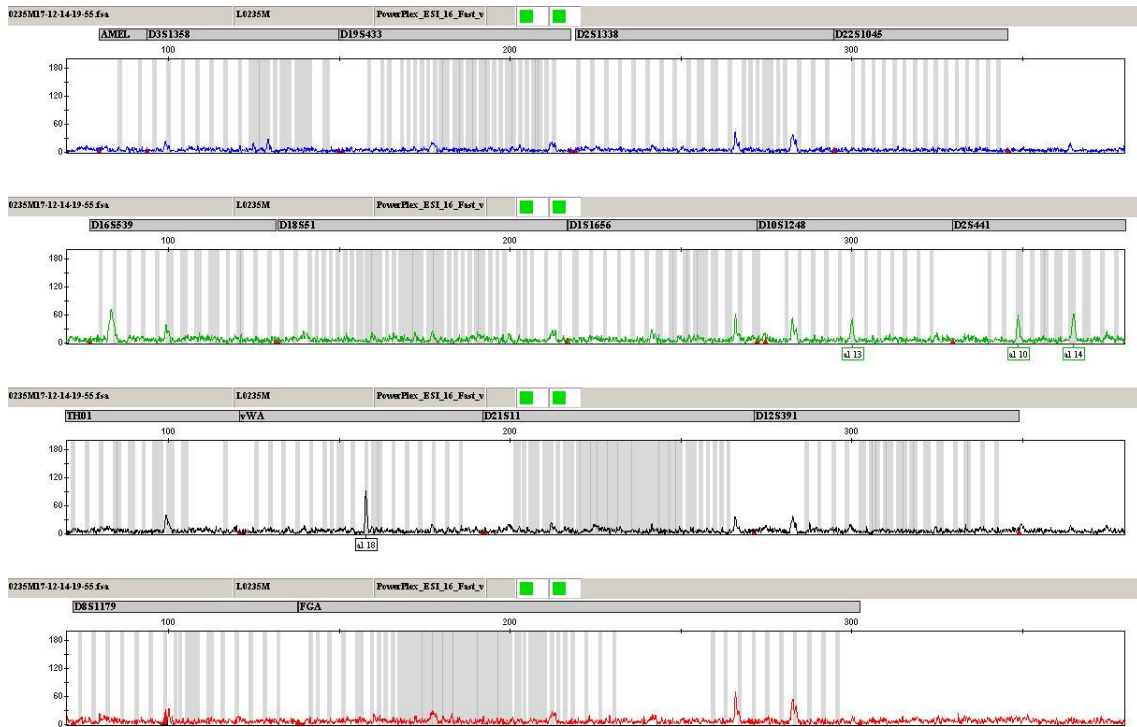 0235M17-12-14-19-55.fsa L0235M PowerPlex_ESI_16_Fast_v
AMEL D3S1358 D19S433 D2S1338 D22S1045
100 200 300
180
120
60
0
0235M17-12-14-19-55.fsa L0235M PowerPlex_ESI_16_Fast_v
D16S539 D18S51 D1S1656 D10S1248 D2S441
100 200 300
180
120
60
0
al 13 al 10 al 14
0235M17-12-14-19-55.fsa L0235M PowerPlex_ESI_16_Fast_v
TH01 vWA D21S11 D12S391
100 200 300
180
120
60
0
al 18
0235M17-12-14-19-55.fsa L0235M PowerPlex_ESI_16_Fast_v
D8S1179 FGA
100 200 300
180
120
60
0